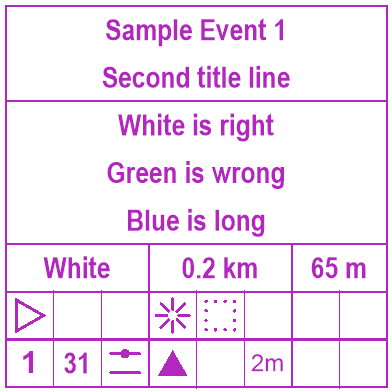 Sample Event 1
Second title line
White is right
Green is wrong
Blue is long
White 0.2 km 65 m
1 31 2m